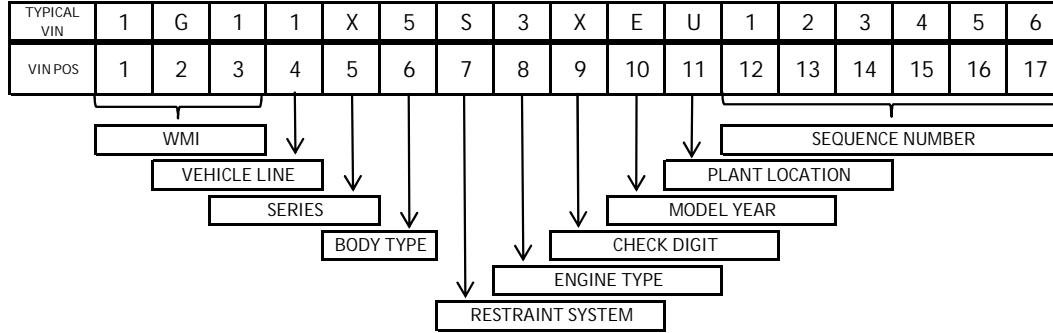 TYPICAL VIN 1 G 1 1 X 5 S 3 X E U 1 2 3 4 5 6
VIN POS 1 2 3 4 5 6 7 8 9 10 11 12 13 14 15 16 17
WMI SEQUENCE NUMBER
VEHICLE LINE PLANT LOCATION
SERIES MODEL YEAR
BODY TYPE CHECK DIGIT
ENGINE TYPE
RESTRAINT SYSTEM